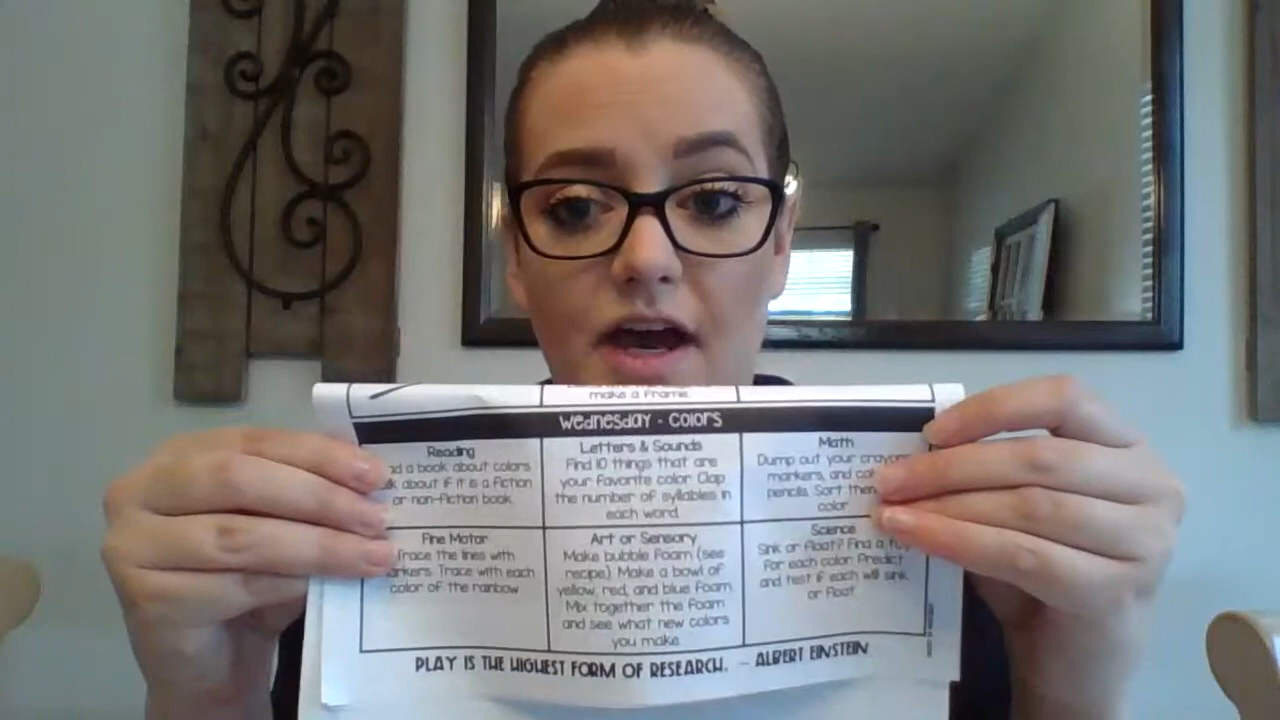 make a frame.
Wednesday - Colors
Reading
a book about colors
about if it is a fiction
or non-fiction book.
Letters & Sounds
Find 10 things that are
your favorite color. Clap
the number of syllables in
each word.
Math
Dump out your crayons
markers, and
pencils. Sort
color
Fine Motor
Trace the lines with
Trace with each
color of the rainbow
Art or Sensory
Make bubble foam (see
recipe) Make a bowl of
yellow, red, and blue foam.
Mix together the foam
and see what new colors
you make.
Science
Sink or Float? Find a
for each color. Predict
and test if each will sink
or float
PLAY IS THE HIGHEST FORM OF RESEARCH. - ALBERT EINSTEIN